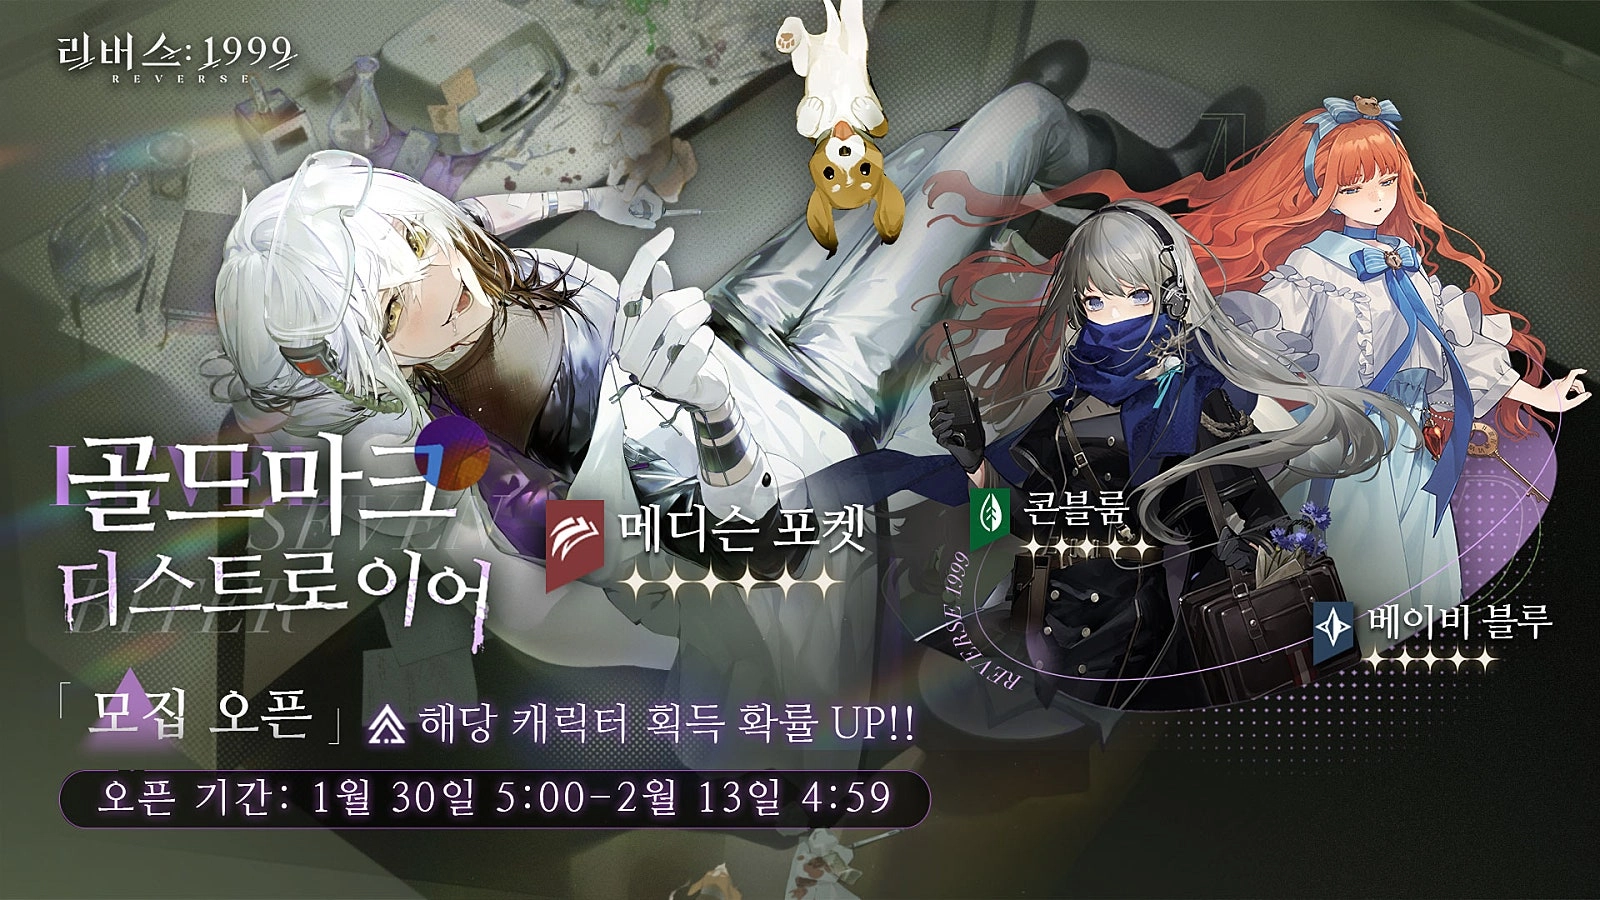 리버스:1999
REVERSE
골드마크
디스트로이어
메디슨 포켓
콘블룸
베이비 블루
REVERSE 1999
「모집 오픈」 해당 캐릭터 획득 확률 UP!!
오픈 기간: 1월 30일 5:00-2월 13일 4:59